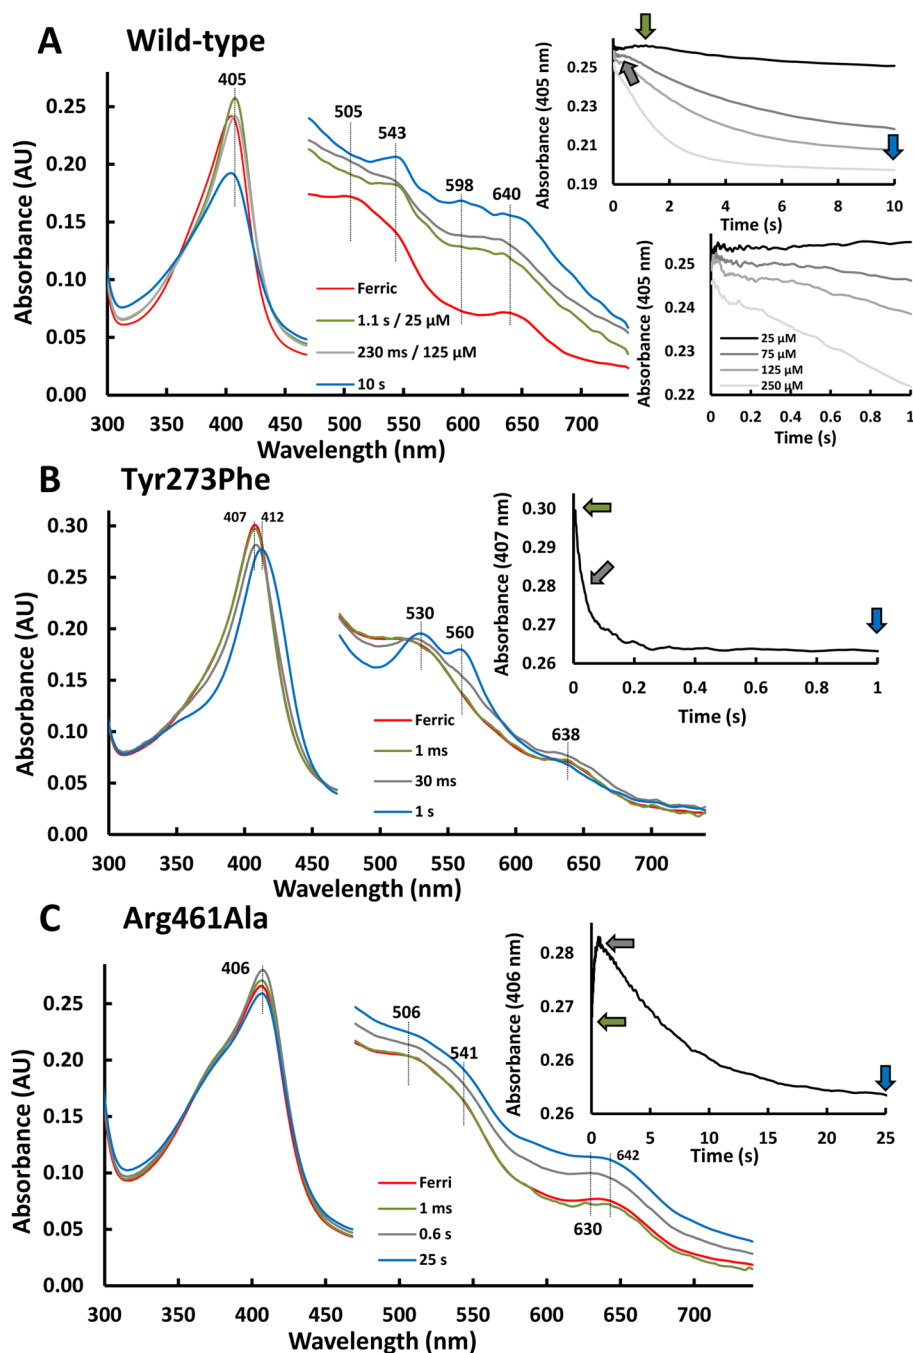 A Wild-type
Absorbance (AU)
0.25
0.20
0.15
0.10
0.05
0.00
405
505
543
598
640
Ferric
1.1 s / 25 µM
230 ms / 125 µM
10 s
300 350 400 450 500 550 600 650 700
Wavelength (nm)
Absorbance (405 nm)
0.25
0.23
0.21
0.19
0 2 4 6 8 10
Time (s)
Absorbance (405 nm)
0.25
0.24
0.23
0.22
25 µM
75 µM
125 µM
250 µM
0 0.2 0.4 0.6 0.8 1
Time (s)
B Tyr273Phe
Absorbance (AU)
0.30
0.25
0.20
0.15
0.10
0.05
0.00
407 412
530
560
638
Ferric
1 ms
30 ms
1 s
300 350 400 450 500 550 600 650 700
Wavelength (nm)
Absorbance (407 nm)
0.30
0.29
0.28
0.27
0.26
0 0.2 0.4 0.6 0.8 1
Time (s)
C Arg461Ala
Absorbance (AU)
0.25
0.20
0.15
0.10
0.05
0.00
406
506
541
642
630
Ferri
1 ms
0.6 s
25 s
300 350 400 450 500 550 600 650 700
Wavelength (nm)
Absorbance (406 nm)
0.28
0.27
0.26
0.26
0 5 10 15 20 25
Time (s)